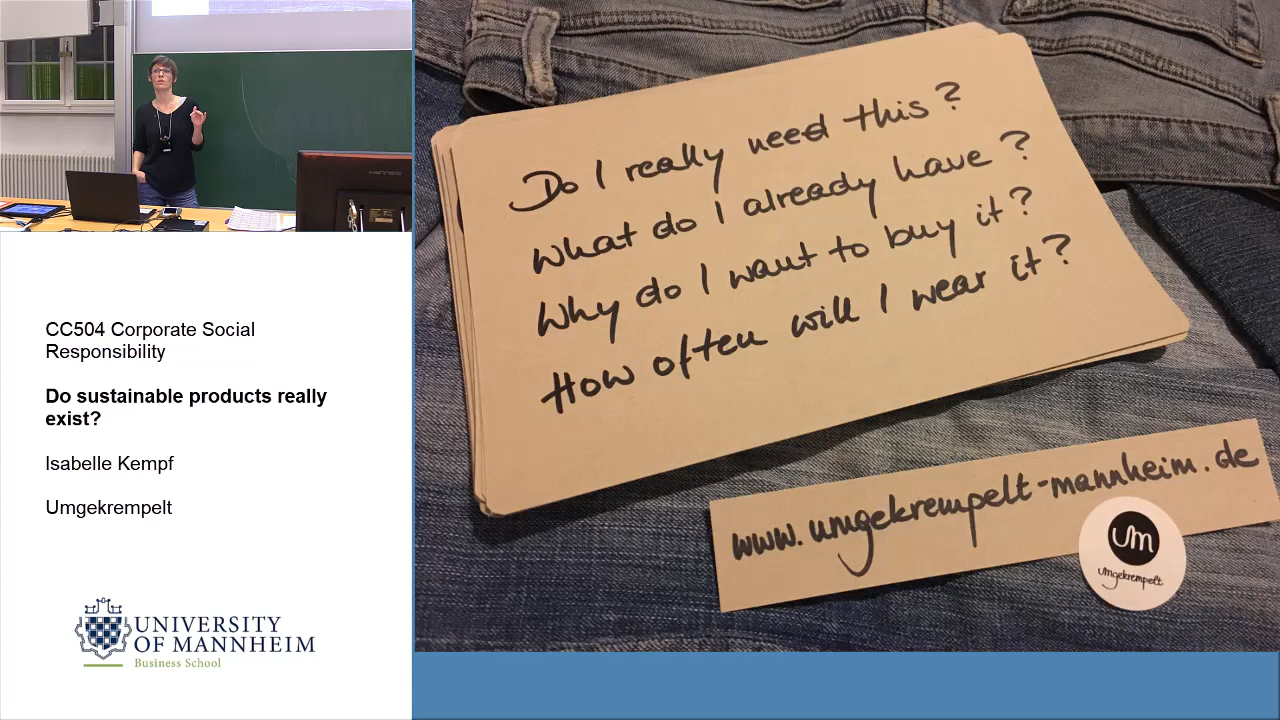 CC504 Corporate Social
Responsibility
Do sustainable products really
exist?
Isabelle Kempf
Umgekrempelt
UNIVERSITY
OF MANNHEIM
Business School
Do I really need this?
What do I already have?
Why do I want to buy it?
How often will I wear it?
www.umgekrempelt-mannheim.de
um
umgekrempelt